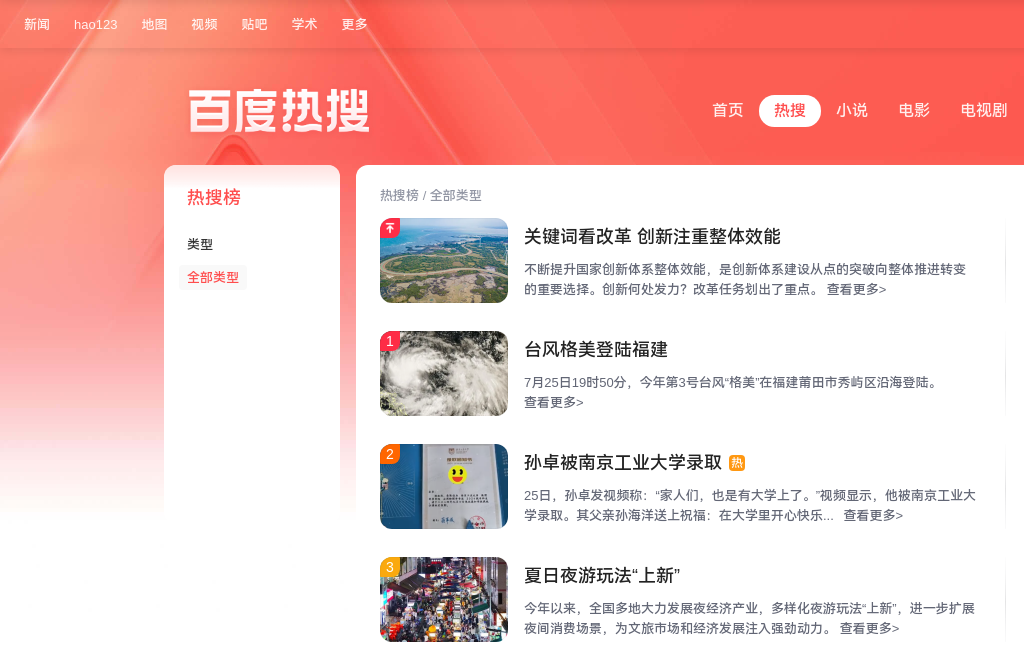 新闻 hao123 地图 视频 贴吧 学术 更多
百度热搜
首页 热搜 小说 电影 电视剧
热搜榜
类型
全部类型
热搜榜 / 全部类型
关键词看改革 创新注重整体效能
不断提升国家创新体系整体效能，是创新体系建设从点的突破向整体推进转变
的重要选择。创新何处发力？改革任务划出了重点。 查看更多>
1
台风格美登陆福建
7月25日19时50分，今年第3号台风“格美”在福建莆田市秀屿区沿海登陆。
查看更多>
2
孙卓被南京工业大学录取 热
25日，孙卓发视频称：“家人们，也是有大学上了。”视频显示，他被南京工业大
学录取。其父亲孙海洋送上祝福：在大学里开心快乐... 查看更多>
3
夏日夜游玩法“上新”
今年以来，全国多地大力发展夜经济产业，多样化夜游玩法“上新”，进一步扩展
夜间消费场景，为文旅市场和经济发展注入强劲动力。 查看更多>